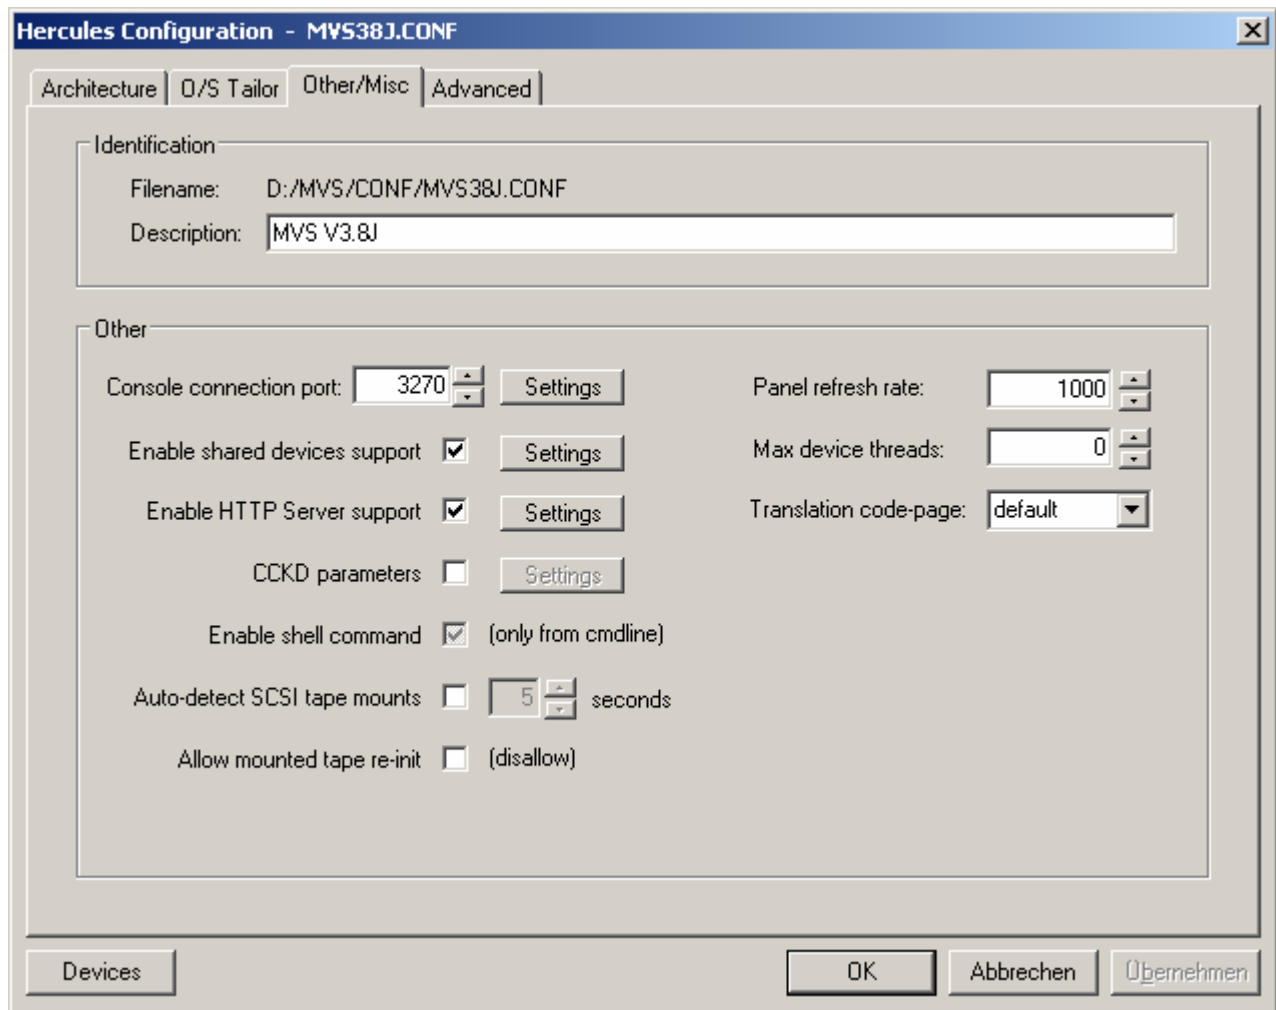 Hercules Configuration - MVS38J.CONF
Architecture O/S Tailor Other/Misc Advanced
Identification
Filename: D:/MVS/CONF/MVS38J.CONF
Description: MVS V3.8J
Other
Console connection port: 3270 Settings Panel refresh rate: 1000
Enable shared devices support Settings Max device threads: 0
Enable HTTP Server support Settings Translation code-page: default
CCKD parameters Settings
Enable shell command (only from cmdline)
Auto-detect SCSI tape mounts 5 seconds
Allow mounted tape re-init (disallow)
Devices OK Abbrechen Übernehmen